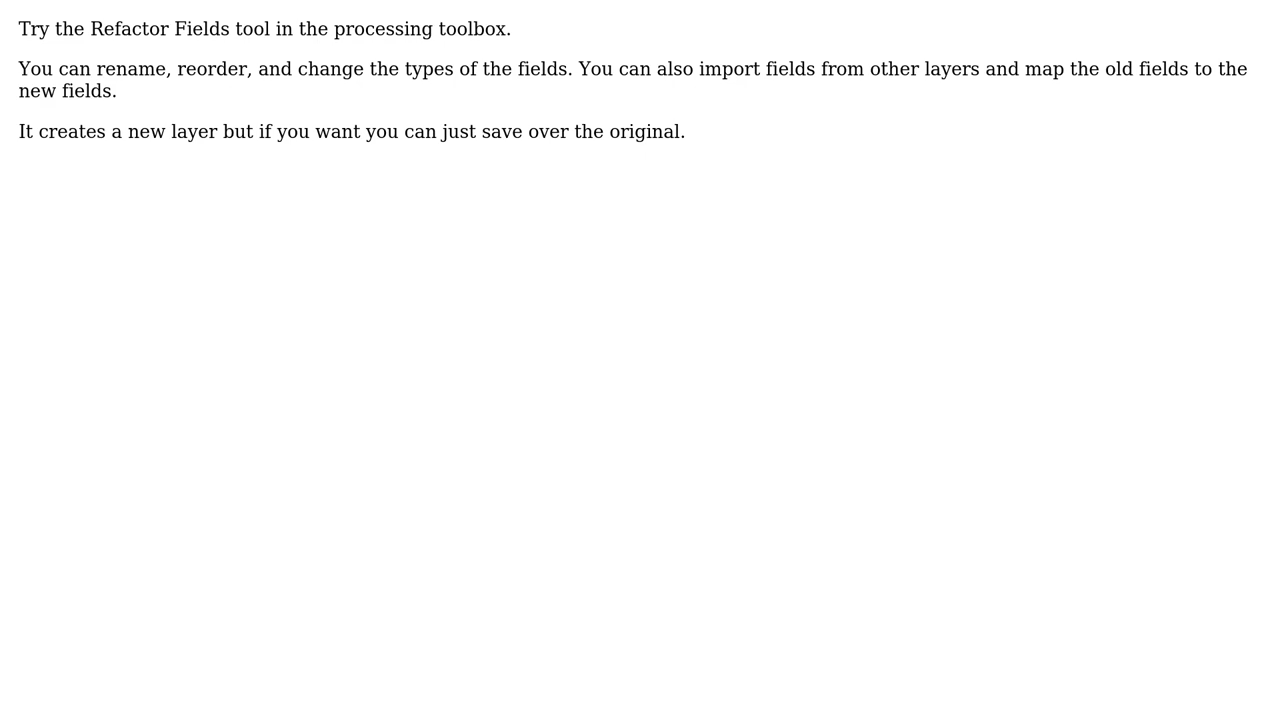 Try the Refactor Fields tool in the processing toolbox.
You can rename, reorder, and change the types of the fields. You can also import fields from other layers and map the old fields to the
new fields.
It creates a new layer but if you want you can just save over the original.